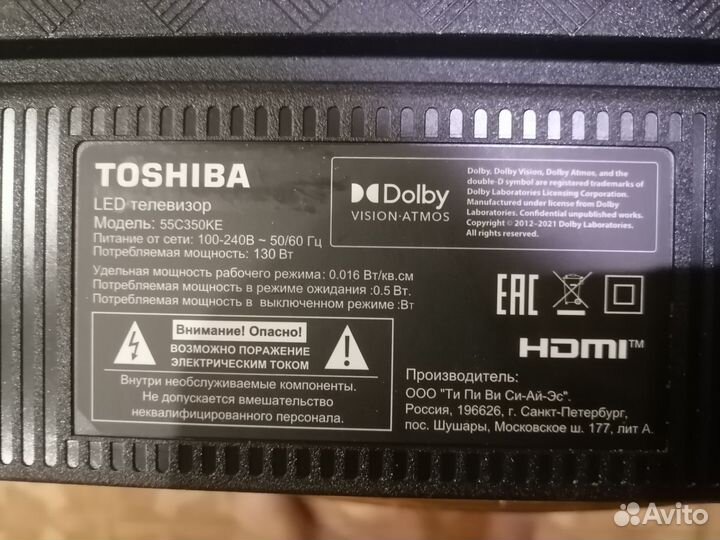 TOSHIBA
LED телевизор
Модель: 55C350KE
Питание от сети: 100-240В ~ 50/60 Гц
Потребляемая мощность: 130 Вт
Удельная мощность рабочего режима: 0.016 Вт/кв.см
Потребляемая мощность в режиме ожидания :0.5 Вт.
Потребляемая мощность в выключенном режиме :Вт
Внимание! Опасно!
ВОЗМОЖНО ПОРАЖЕНИЕ
ЭЛЕКТРИЧЕСКИМ ТОКОМ
Внутри необслуживаемые компоненты.
Не допускается вмешательство
неквалифицированного персонала.
Dolby
VISION·ATMOS
Dolby, Dolby Vision, Dolby Atmos, and the
double-D symbol are registered trademarks of
Dolby Laboratories Licensing Corporation.
Manufactured under license from Dolby
Laboratories. Confidential unpublished works.
Copyright © 2012–2021 Dolby Laboratories.
All rights reserved.
EAC
HDMI™
Производитель:
ООО "Ти Пи Ви Си-Ай-Эс".
Россия, 196626, г. Санкт-Петербург,
пос. Шушары, Московское ш. 177, лит А.
Avito